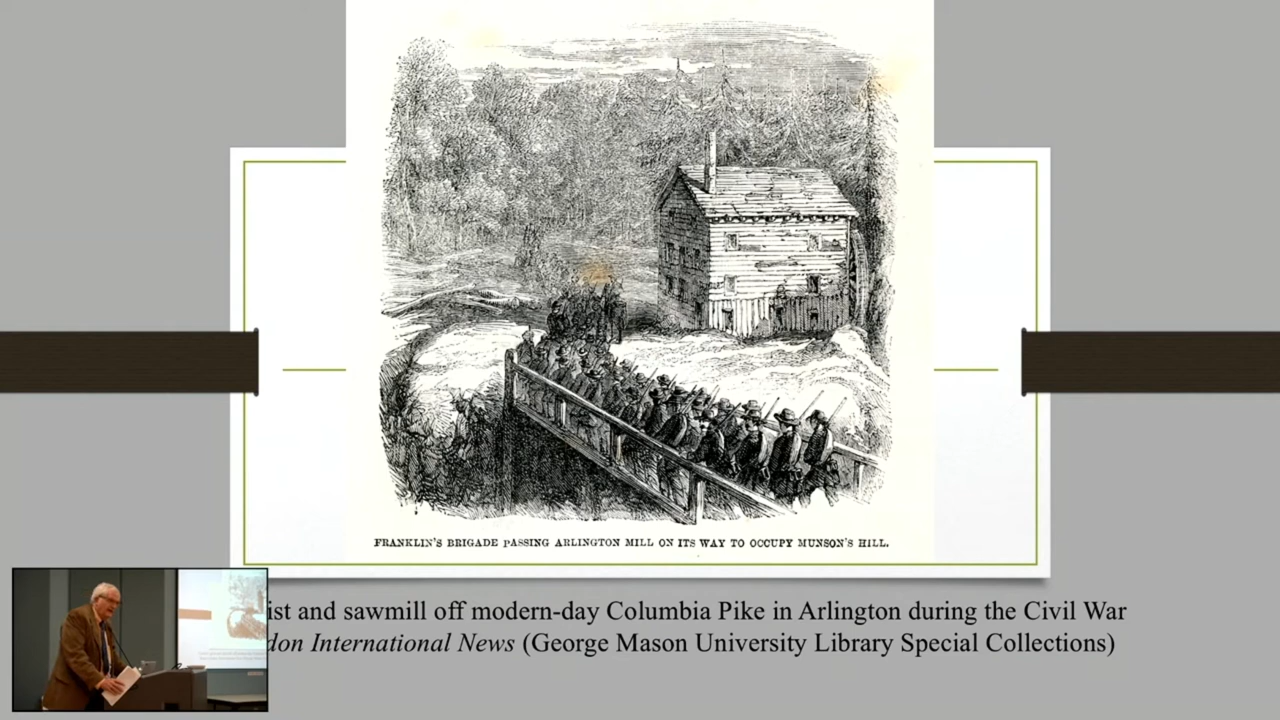 FRANKLIN'S BRIGADE PASSING ARLINGTON MILL ON ITS WAY TO OCCUPY MUNSON'S HILL.
ist and sawmill off modern-day Columbia Pike in Arlington during the Civil War
don International News (George Mason University Library Special Collections)